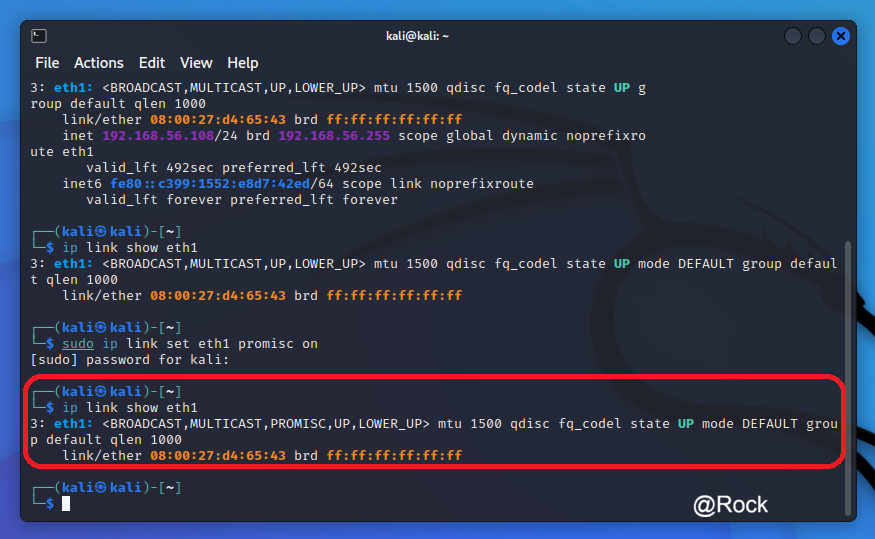 kali@kali: ~
File Actions Edit View Help
3: eth1: <BROADCAST,MULTICAST,UP,LOWER_UP> mtu 1500 qdisc fq_codel state UP g
roup default qlen 1000
    link/ether 08:00:27:d4:65:43 brd ff:ff:ff:ff:ff:ff
    inet 192.168.56.108/24 brd 192.168.56.255 scope global dynamic noprefixro
ute eth1
       valid_lft 492sec preferred_lft 492sec
    inet6 fe80::c399:1552:e8d7:42ed/64 scope link noprefixroute
       valid_lft forever preferred_lft forever
┌──(kali㉿kali)-[~]
└─$ ip link show eth1
3: eth1: <BROADCAST,MULTICAST,UP,LOWER_UP> mtu 1500 qdisc fq_codel state UP mode DEFAULT group defaul
t qlen 1000
    link/ether 08:00:27:d4:65:43 brd ff:ff:ff:ff:ff:ff
┌──(kali㉿kali)-[~]
└─$ sudo ip link set eth1 promisc on
[sudo] password for kali:
┌──(kali㉿kali)-[~]
└─$ ip link show eth1
3: eth1: <BROADCAST,MULTICAST,PROMISC,UP,LOWER_UP> mtu 1500 qdisc fq_codel state UP mode DEFAULT grou
p default qlen 1000
    link/ether 08:00:27:d4:65:43 brd ff:ff:ff:ff:ff:ff
┌──(kali㉿kali)-[~]
└─$
@Rock